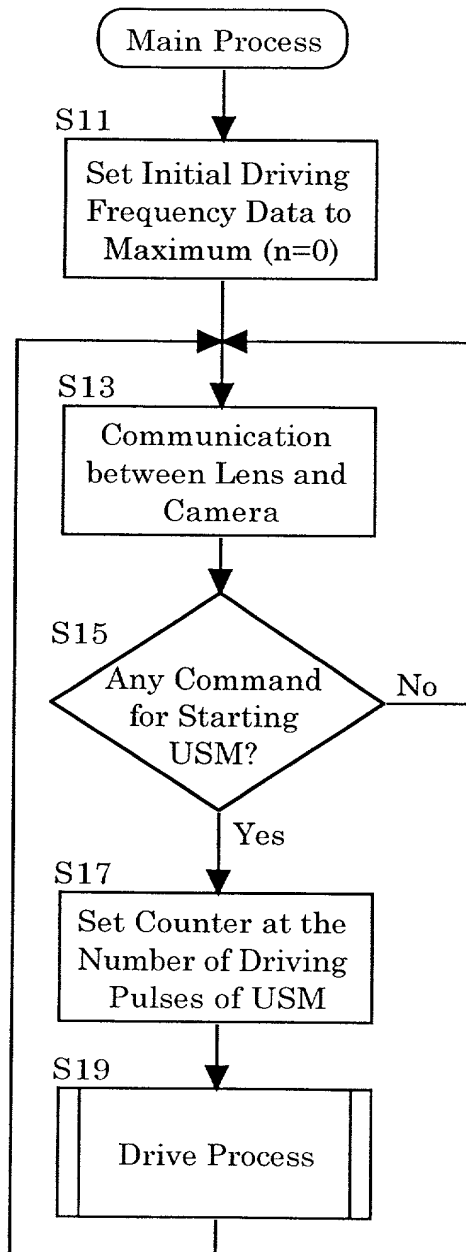 Main Process
S11
Set Initial Driving
Frequency Data to
Maximum (n=0)
S13
Communication
between Lens and
Camera
S15
Any Command
for Starting
USM?
No
Yes
S17
Set Counter at the
Number of Driving
Pulses of USM
S19
Drive Process